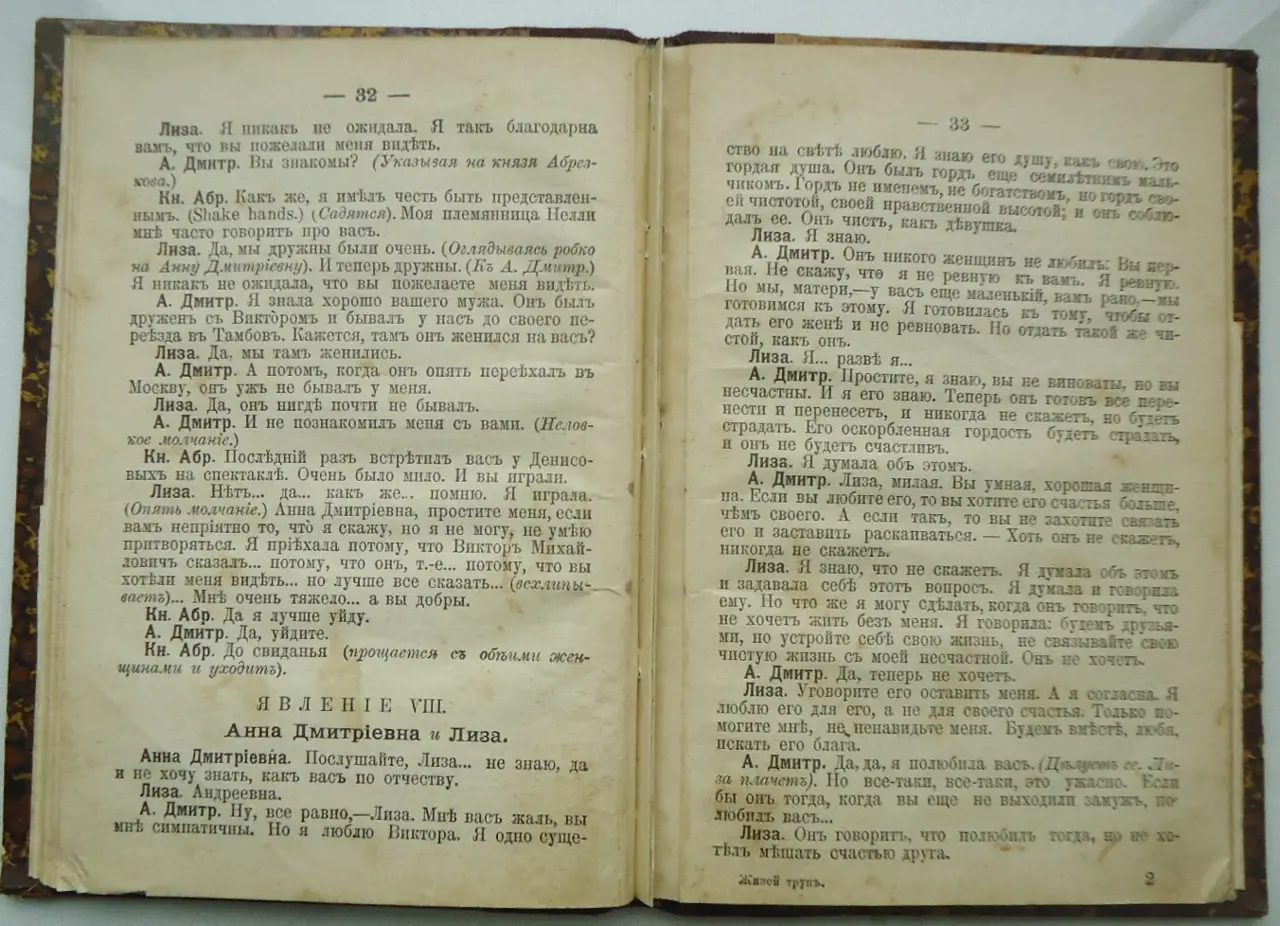 — 32 —
Лиза. Я никакъ не ожидала. Я такъ благодарна
вамъ, что вы пожелали меня видѣть.
А. Дмитр. Вы знакомы? (Указывая на князя Абрез-
кова.)
Кн. Абр. Какъ же, я имѣлъ честь быть представлен-
нымъ. (Shake hands.) (Садятся). Моя племянница Нелли
мнѣ часто говорить про васъ.
Лиза. Да, мы дружны были очень. (Оглядываясь робко
на Анну Дмитріевну). И теперь дружны. (Къ А. Дмитр.)
Я никакъ не ожидала, что вы пожелаете меня видѣть.
А. Дмитр. Я знала хорошо вашего мужа. Онъ былъ
друженъ съ Викторомъ и бывалъ у насъ до своего пе-
реѣзда въ Тамбовъ. Кажется, тамъ онъ женился на васъ?
Лиза. Да, мы тамъ женились.
А. Дмитр. А потомъ, когда онъ опять переѣхалъ въ
Москву, онъ ужъ не бывалъ у меня.
Лиза. Да, онъ нигдѣ почти не бывалъ.
А. Дмитр. И не познакомилъ меня съ вами. (Нелов-
кое молчаніе.)
Кн. Абр. Послѣдній разъ встрѣтилъ васъ у Денисо-
выхъ на спектаклѣ. Очень было мило. И вы играли.
Лиза. Нѣтъ... да... какъ же... помню. Я играла.
(Опять молчаніе.) Анна Дмитріевна, простите меня, если
вамъ непріятно то, что я скажу, но я не могу, не умѣю
притворяться. Я пріѣхала потому, что Викторъ Михай-
ловичъ сказалъ... потому, что онъ, т.-е... потому, что вы
хотѣли меня видѣть... но лучше все сказать... (всхлипы-
ваетъ)... Мнѣ очень тяжело... а вы добры.
Кн. Абр. Да я лучше уйду.
А. Дмитр. Да, уйдите.
Кн. Абр. До свиданья (прощается съ обѣими жен-
щинами и уходитъ).
ЯВЛЕНІЕ VIII.
Анна Дмитріевна и Лиза.
Анна Дмитріевна. Послушайте, Лиза... не знаю, да
и не хочу знать, какъ васъ по отчеству.
Лиза. Андреевна.
А. Дмитр. Ну, все равно,—Лиза. Мнѣ васъ жаль, вы
мнѣ симпатичны. Но я люблю Виктора. Я одно суще-
— 33 —
ство на свѣтѣ люблю. Я знаю его душу, какъ свою. Это
гордая душа. Онъ былъ гордъ еще семилѣтнимъ маль-
чикомъ. Гордъ не именемъ, не богатствомъ, но гордъ сво-
ей чистотой, своей нравственной высотой; и онъ соблю-
далъ ее. Онъ чистъ, какъ дѣвушка.
Лиза. Я знаю.
А. Дмитр. Онъ никого женщинъ не любилъ. Вы пер-
вая. Не скажу, что я не ревную къ вамъ. Я ревную.
Но мы, матери,—у васъ еще маленькій, вамъ рано,—мы
готовимся къ этому. Я готовилась къ тому, чтобы от-
дать его женѣ и не ревновать. Но отдать такой же чи-
стой, какъ онъ.
Лиза. Я... развѣ я...
А. Дмитр. Простите, я знаю, вы не виноваты, но вы
несчастны. И я его знаю. Теперь онъ готовъ все пере-
нести и перенесетъ, и никогда не скажетъ, но будетъ
страдать. Его оскорбленная гордость будетъ страдать,
и онъ не будетъ счастливъ.
Лиза. Я думала объ этомъ.
А. Дмитр. Лиза, милая. Вы умная, хорошая женщи-
на. Если вы любите его, то вы хотите его счастья больше,
чѣмъ своего. А если такъ, то вы не захотите связать
его и заставить раскаиваться. — Хоть онъ не скажетъ,
никогда не скажетъ.
Лиза. Я знаю, что не скажетъ. Я думала объ этомъ
и задавала себѣ этотъ вопросъ. Я думала и говорила
ему. Но что же я могу сдѣлать, когда онъ говоритъ, что
не хочетъ жить безъ меня. Я говорила: будемъ друзья-
ми, но устройте себѣ свою жизнь, не связывайте свою
чистую жизнь съ моей несчастной. Онъ не хочетъ.
А. Дмитр. Да, теперь не хочетъ.
Лиза. Уговорите его оставить меня. А я согласна. Я
люблю его для его, а не для своего счастья. Только по-
могите мнѣ, не ненавидьте меня. Будемъ вмѣстѣ, любя,
искать его блага.
А. Дмитр. Да, да, я полюбила васъ. (Цѣлуетъ ее. Ли-
за плачетъ). Но все-таки, все-таки, это ужасно. Если
бы онъ тогда, когда вы еще не выходили замужъ, по-
любилъ васъ...
Лиза. Онъ говоритъ, что полюбилъ тогда, но не хо-
тѣлъ мѣшать счастью друга.
Живой трупъ. 2